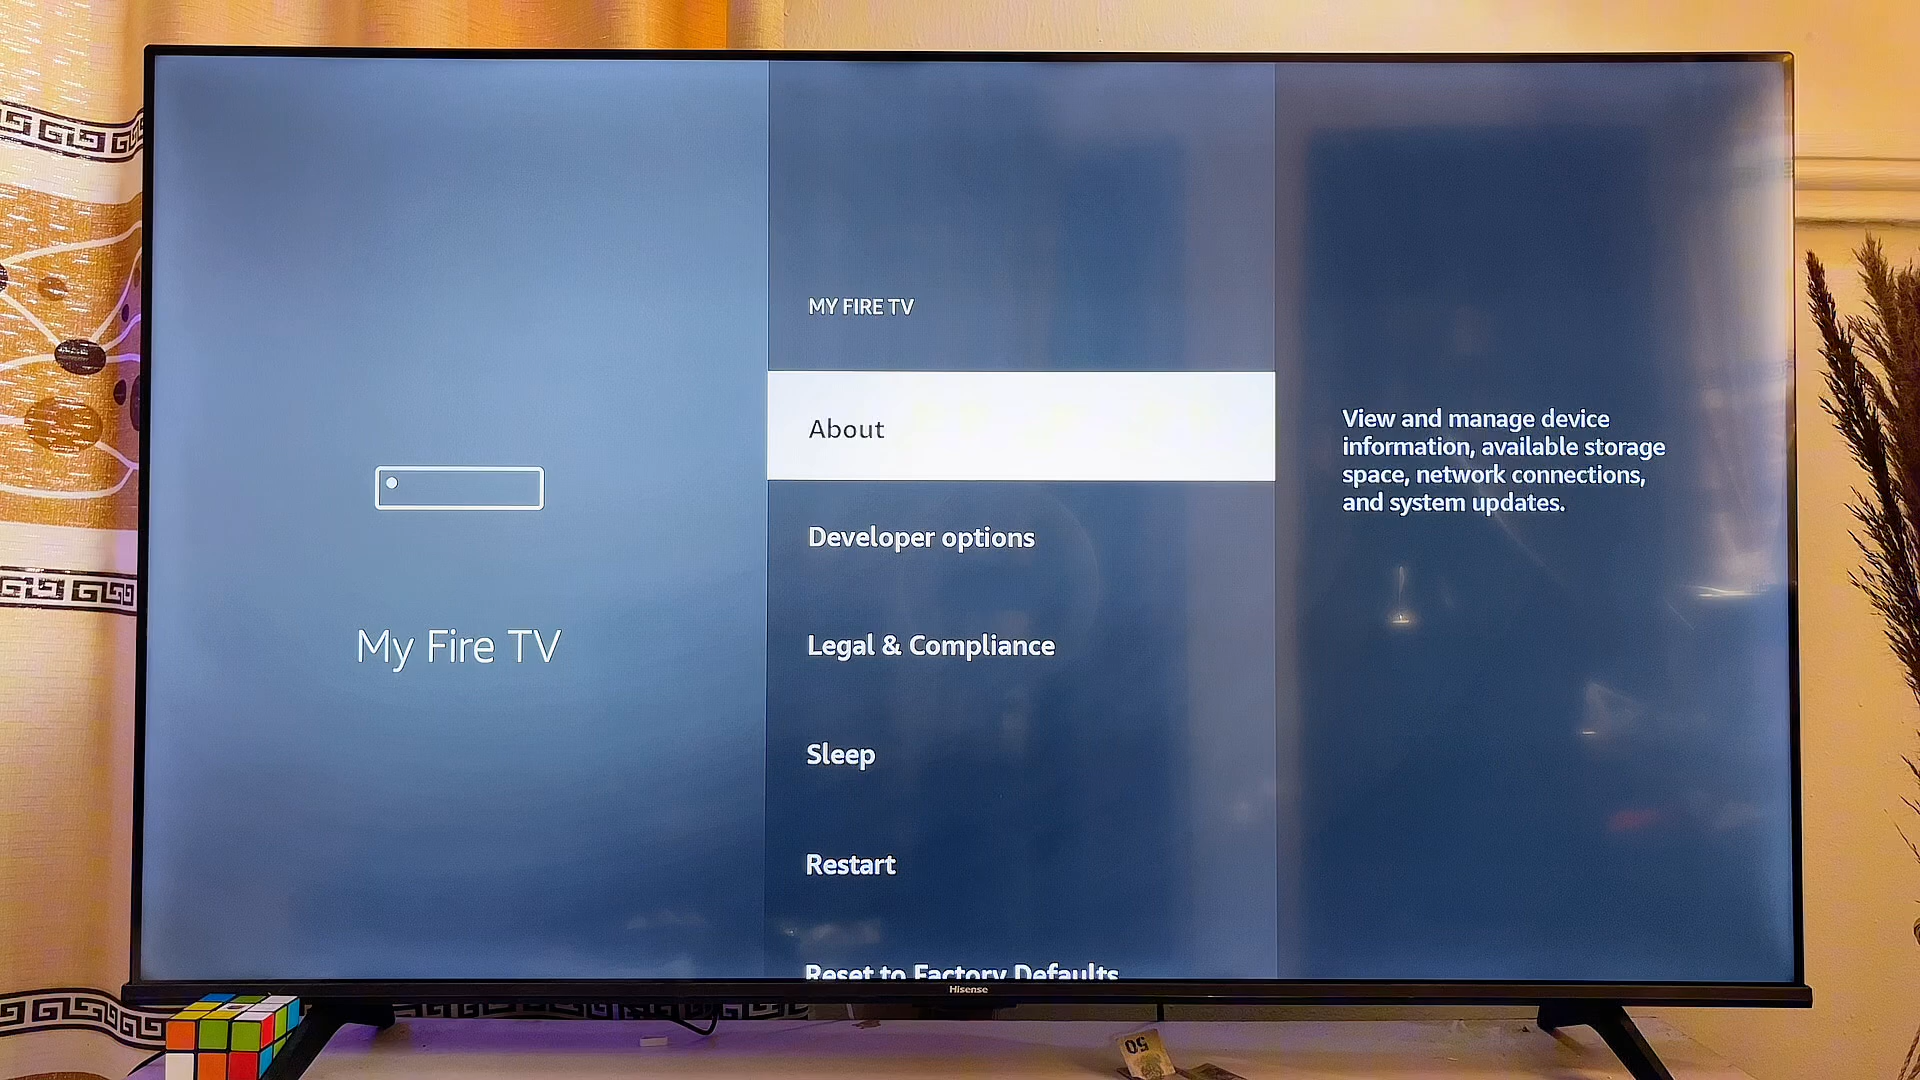 MY FIRE TV
About
Developer options
Legal & Compliance
Sleep
Restart
Reset to Factory Defaults
My Fire TV
View and manage device
information, available storage
space, network connections,
and system updates.
Hisense
50